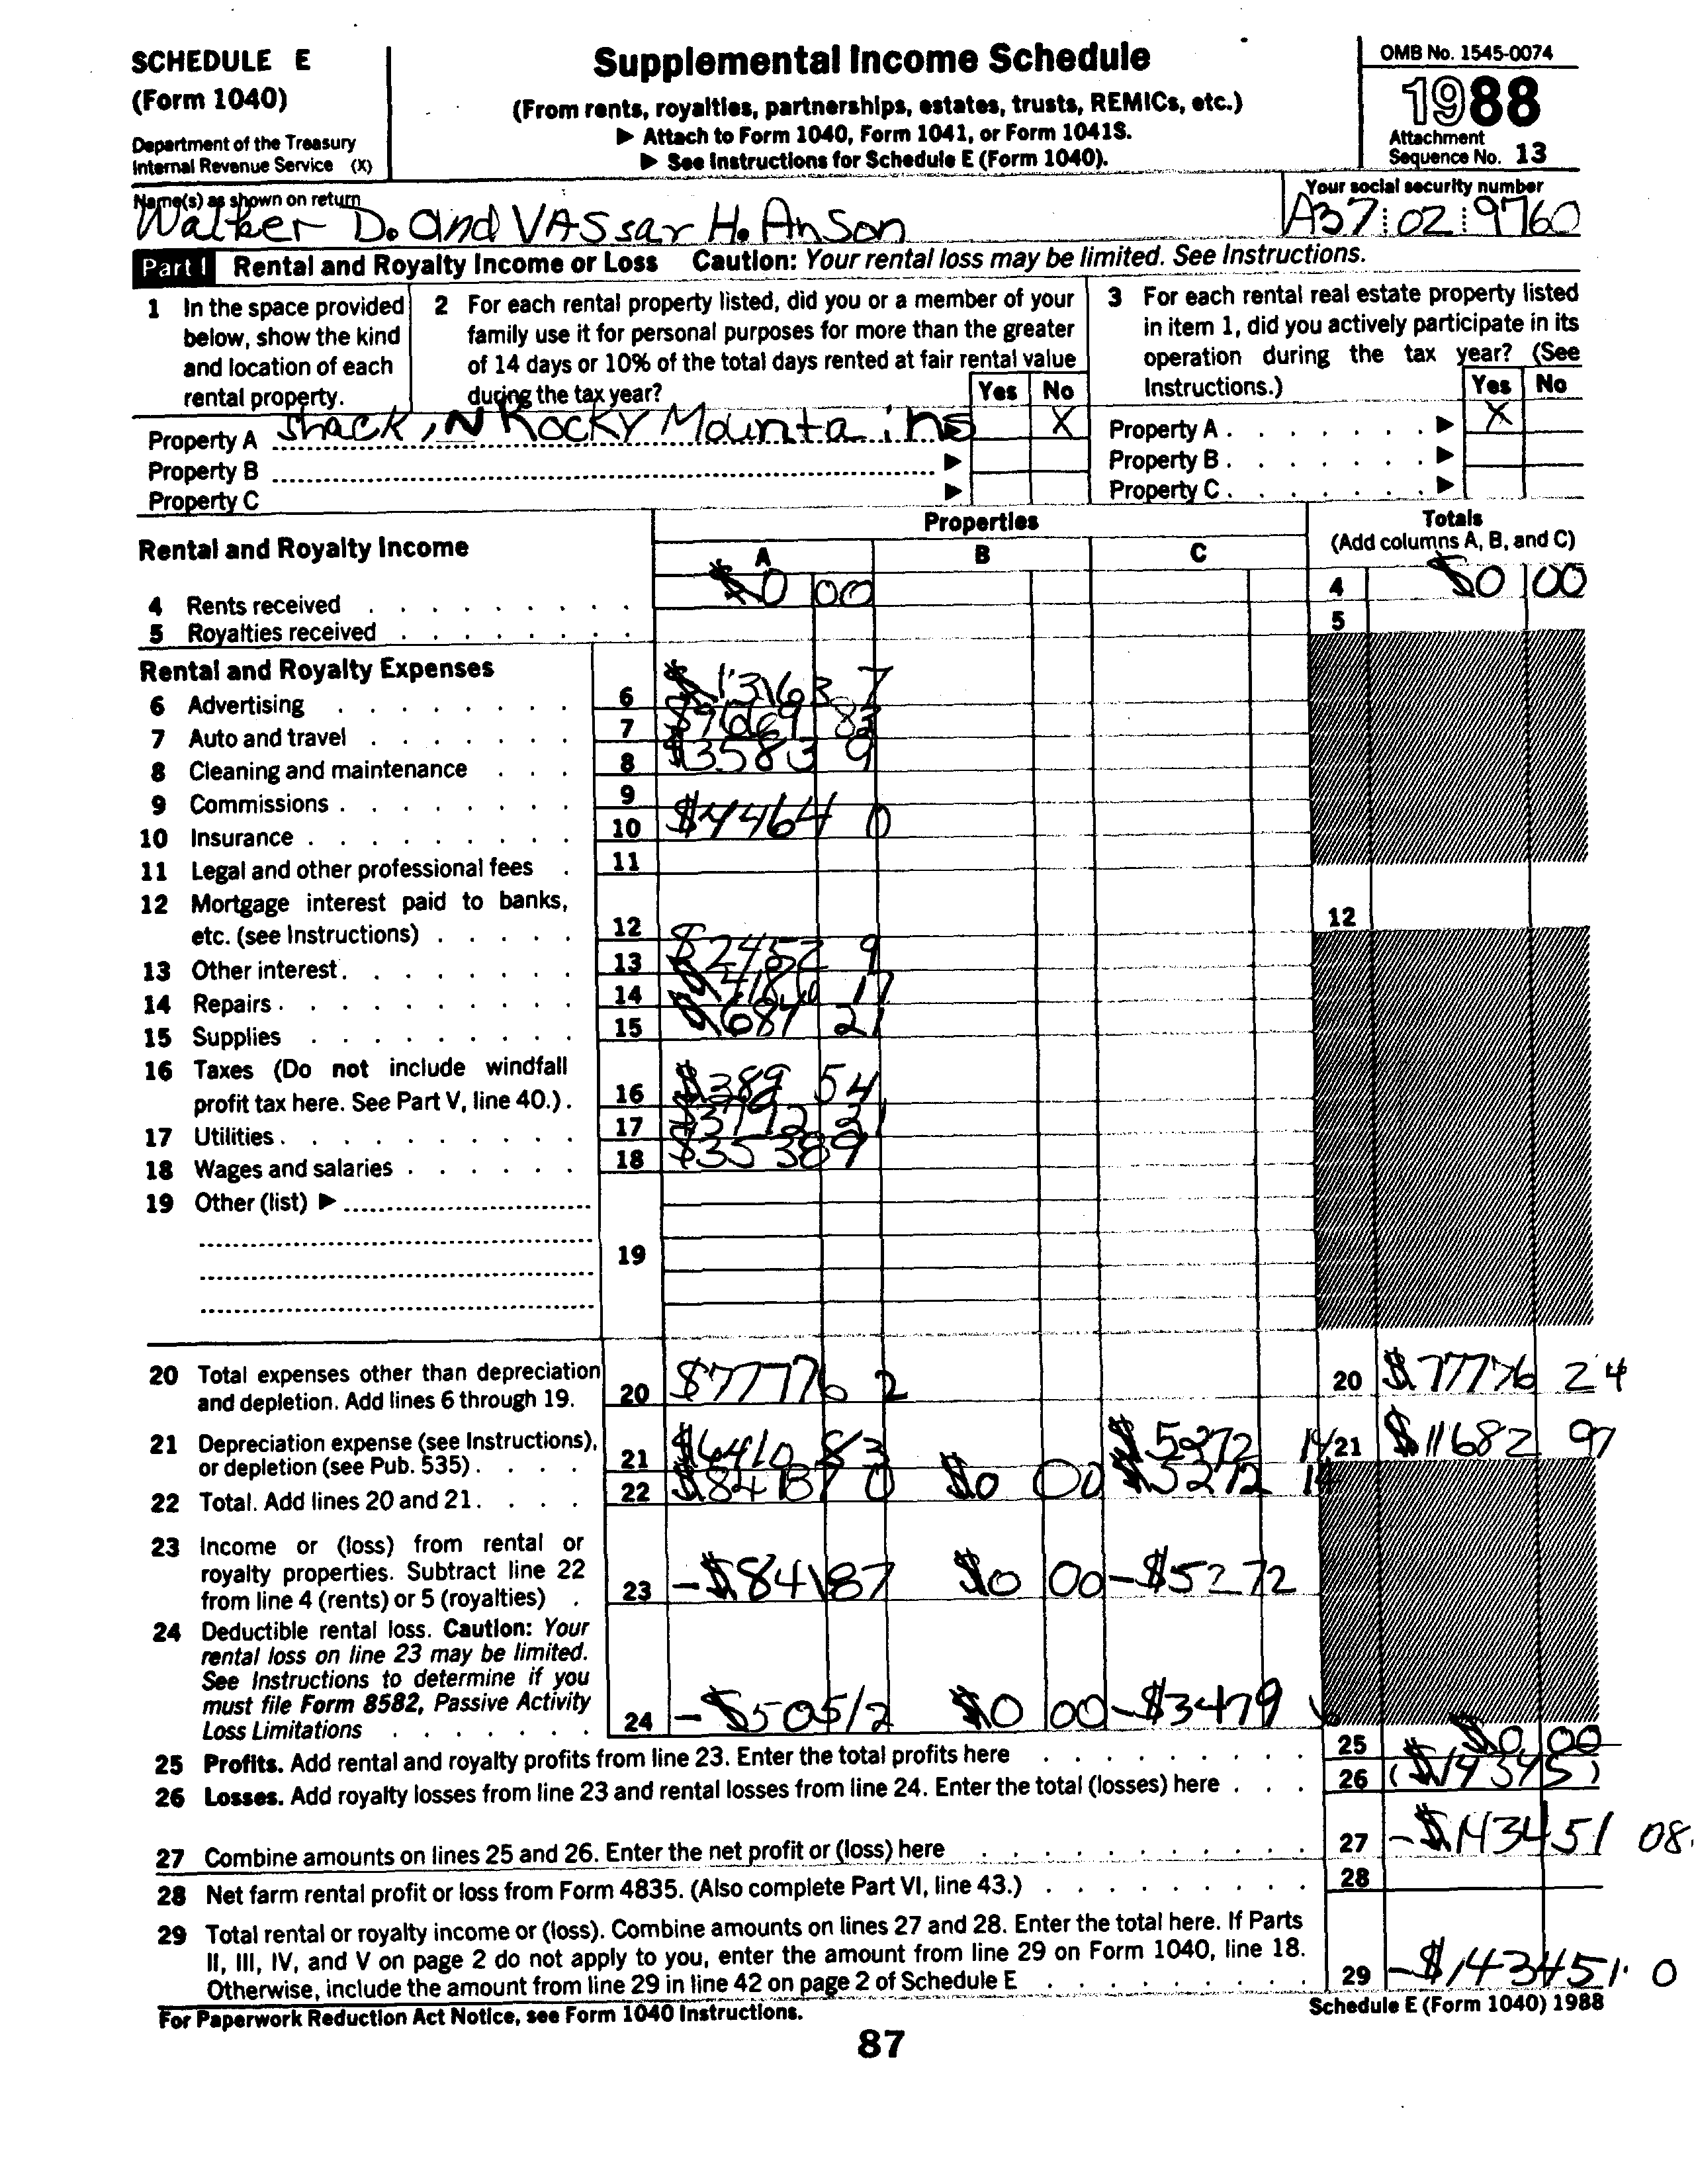 SCHEDULE E
(Form 1040)
Department of the Treasury
Internal Revenue Service (X)
Supplemental Income Schedule
(From rents, royalties, partnerships, estates, trusts, REMICs, etc.)
▶ Attach to Form 1040, Form 1041, or Form 1041S.
▶ See Instructions for Schedule E (Form 1040).
OMB No. 1545-0074
1988
Attachment
Sequence No. 13
Name(s) as shown on return
Walker D. and VASsar H. Anson
Your social security number
A37 02 9760
Part I Rental and Royalty Income or Loss Caution: Your rental loss may be limited. See Instructions.
1 In the space provided
below, show the kind
and location of each
rental property.
2 For each rental property listed, did you or a member of your
family use it for personal purposes for more than the greater
of 14 days or 10% of the total days rented at fair rental value
during the tax year?
Yes No
3 For each rental real estate property listed
in item 1, did you actively participate in its
operation during the tax year? (See
Instructions.)
Yes No
Property A Shack iN Rocky Mountains ▶ X
Property B ▶
Property C ▶
Property A ▶ X
Property B ▶
Property C ▶
Rental and Royalty Income
Properties
A B C
Totals
(Add columns A, B, and C)
4 Rents received $0 00 4 $0 00
5 Royalties received 5
Rental and Royalty Expenses
6 Advertising 6 $13163 7
7 Auto and travel 7
8 Cleaning and maintenance 8 $13583 9
9 Commissions 9
10 Insurance 10 $4464 0
11 Legal and other professional fees 11
12 Mortgage interest paid to banks,
etc. (see Instructions) 12 12
13 Other interest 13 $2452 9
14 Repairs 14 17
15 Supplies 15 21
16 Taxes (Do not include windfall
profit tax here. See Part V, line 40.) 16 $389 54
17 Utilities 17 $3792 31
18 Wages and salaries 18 $35389
19 Other (list) ▶
19
20 Total expenses other than depreciation
and depletion. Add lines 6 through 19. 20 $77776 2 20 $77776 24
21 Depreciation expense (see Instructions),
or depletion (see Pub. 535) 21 $6410 83 $5272 14 21 $11682 97
22 Total. Add lines 20 and 21 22 $84187 0 $0 00 $5272 14
23 Income or (loss) from rental or
royalty properties. Subtract line 22
from line 4 (rents) or 5 (royalties) 23 -$84187 $0 00 -$5272
24 Deductible rental loss. Caution: Your
rental loss on line 23 may be limited.
See Instructions to determine if you
must file Form 8582, Passive Activity
Loss Limitations 24 -$50512 $0 00 -$3479
25 Profits. Add rental and royalty profits from line 23. Enter the total profits here 25 $0 00
26 Losses. Add royalty losses from line 23 and rental losses from line 24. Enter the total (losses) here 26 ($14345)
27 Combine amounts on lines 25 and 26. Enter the net profit or (loss) here 27 -$143451 08
28 Net farm rental profit or loss from Form 4835. (Also complete Part VI, line 43.) 28
29 Total rental or royalty income or (loss). Combine amounts on lines 27 and 28. Enter the total here. If Parts
II, III, IV, and V on page 2 do not apply to you, enter the amount from line 29 on Form 1040, line 18.
Otherwise, include the amount from line 29 in line 42 on page 2 of Schedule E 29 -$143451. 0
For Paperwork Reduction Act Notice, see Form 1040 Instructions.
Schedule E (Form 1040) 1988
87